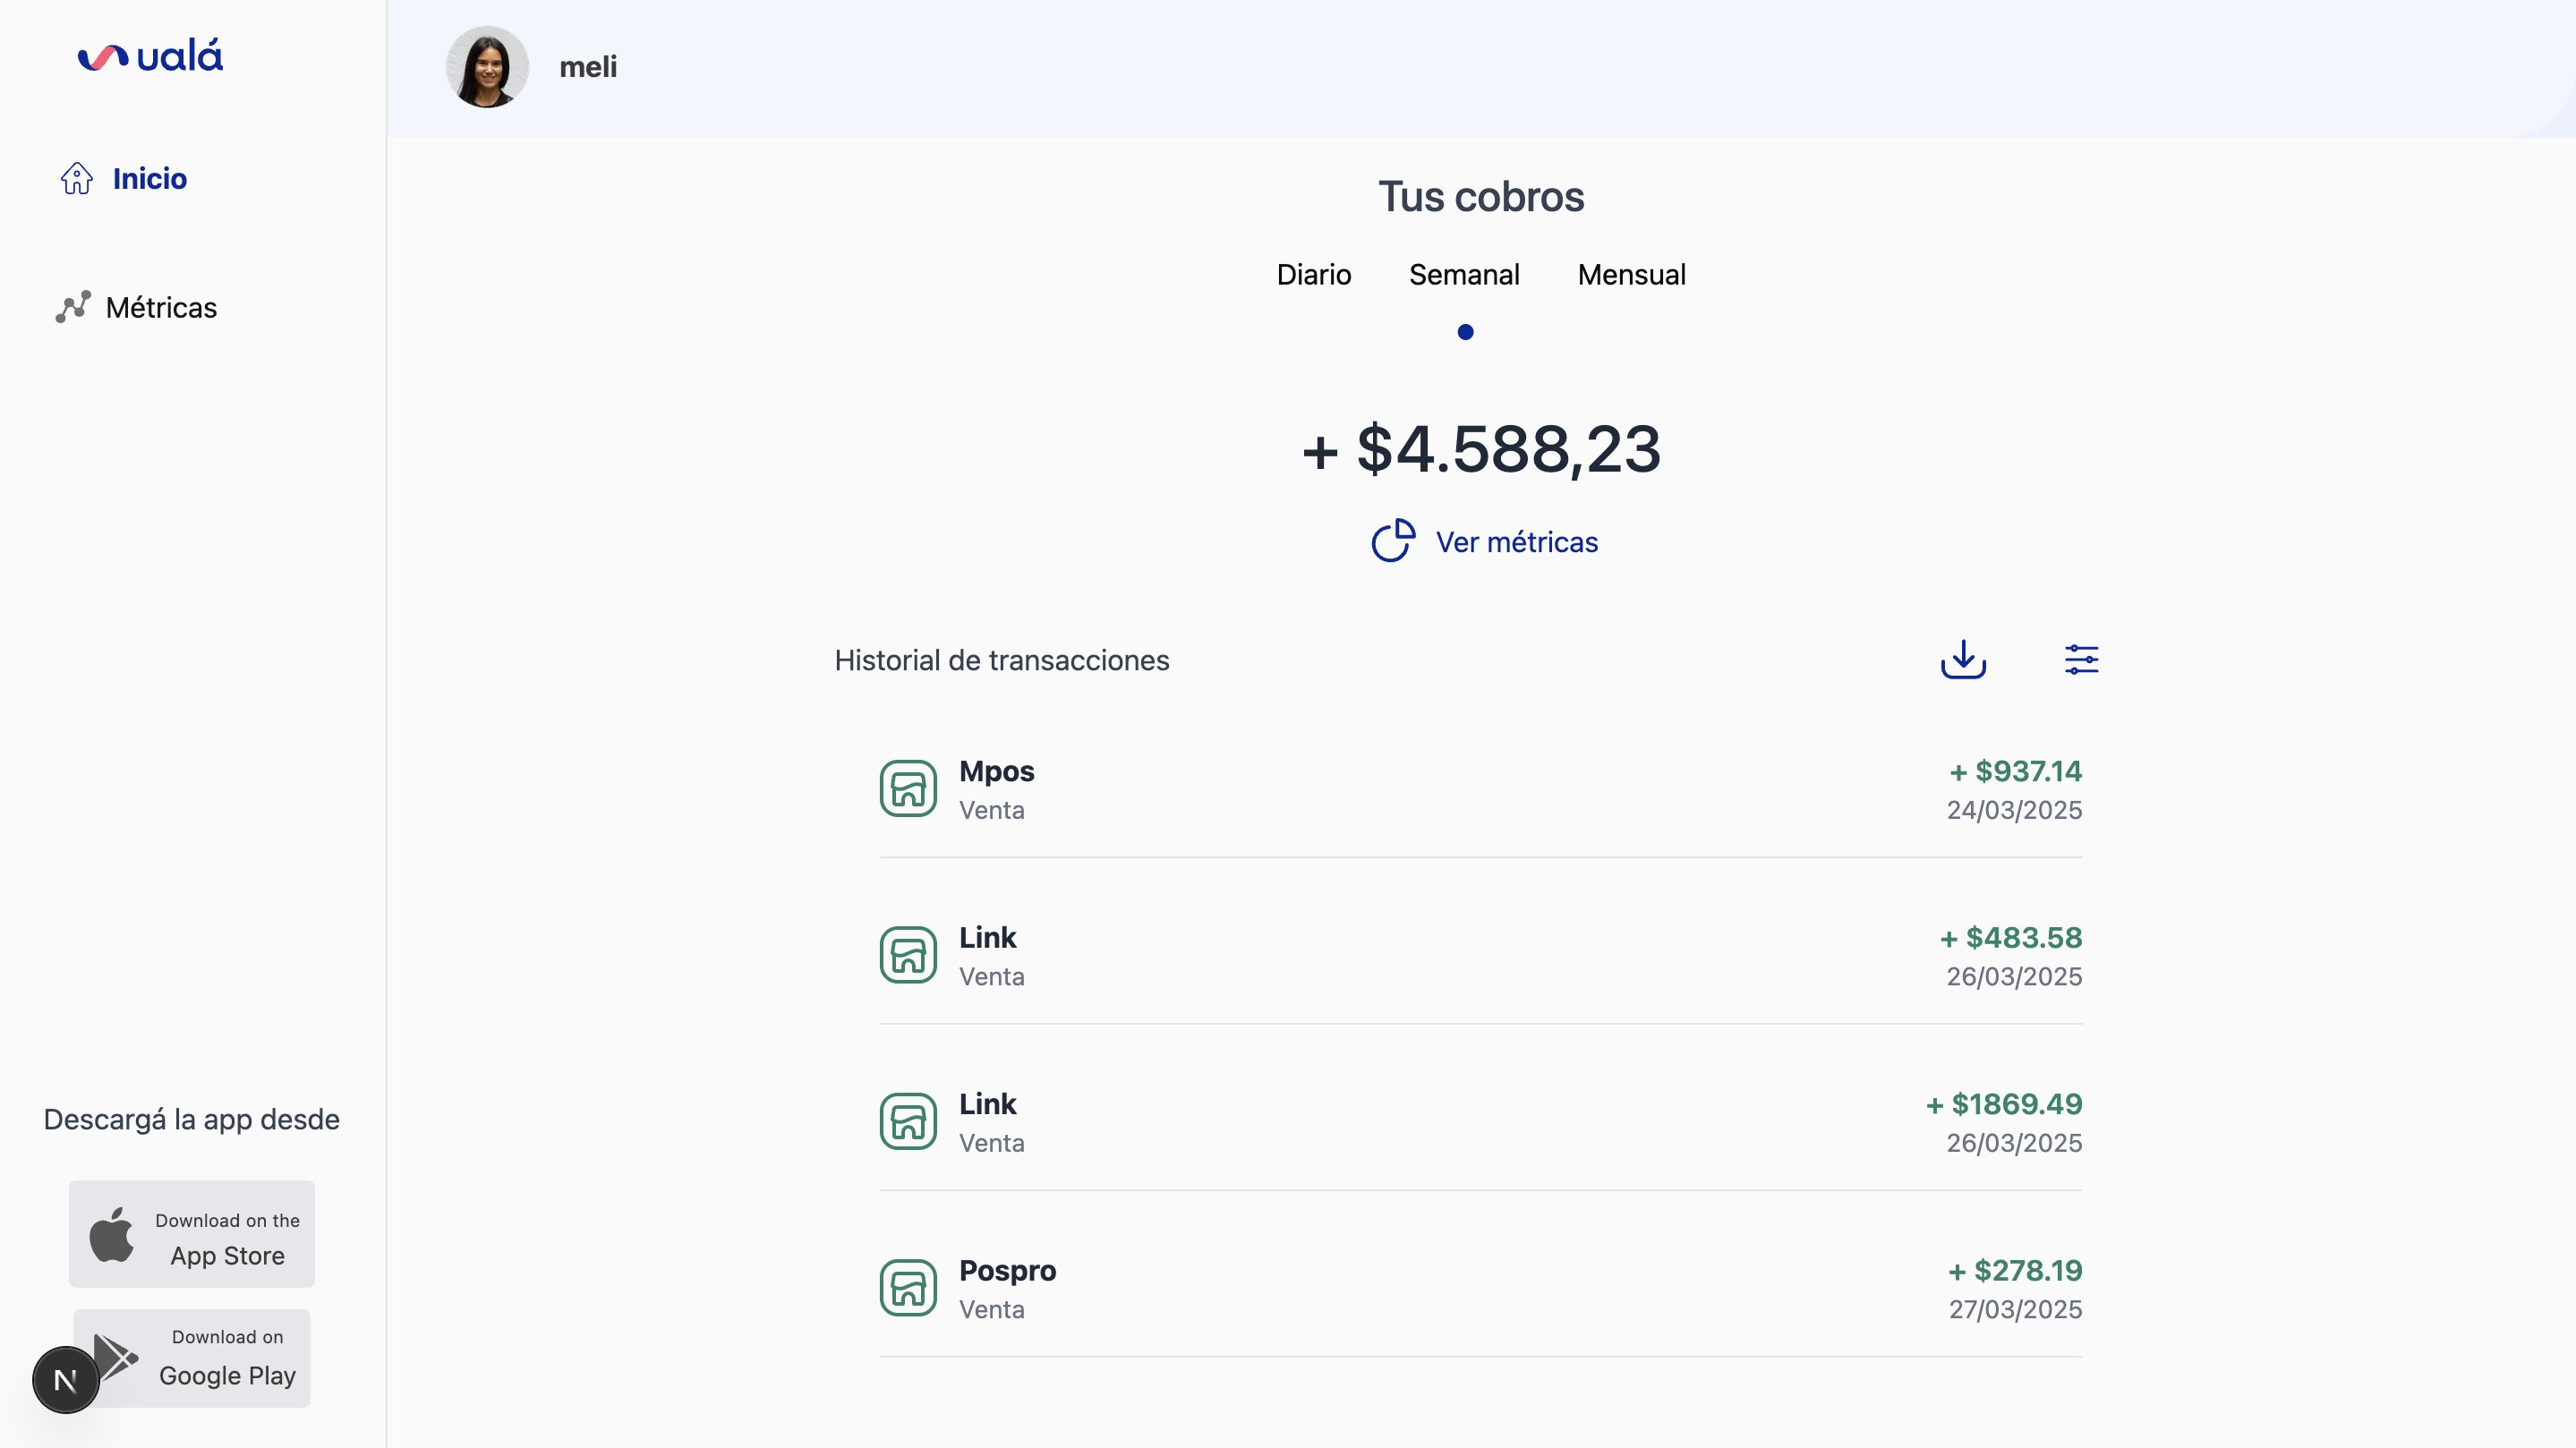 ualá
meli
Inicio
Métricas
Tus cobros
Diario Semanal Mensual
+ $4.588,23
Ver métricas
Historial de transacciones
Mpos + $937.14
Venta 24/03/2025
Link + $483.58
Venta 26/03/2025
Link + $1869.49
Venta 26/03/2025
Pospro + $278.19
Venta 27/03/2025
Descargá la app desde
Download on the
App Store
Download on
Google Play
N